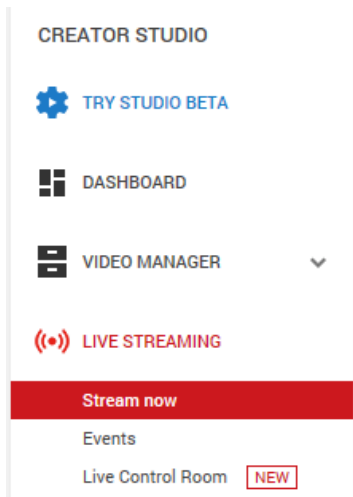 CREATOR STUDIO
TRY STUDIO BETA
DASHBOARD
VIDEO MANAGER
LIVE STREAMING
Stream now
Events
Live Control Room NEW